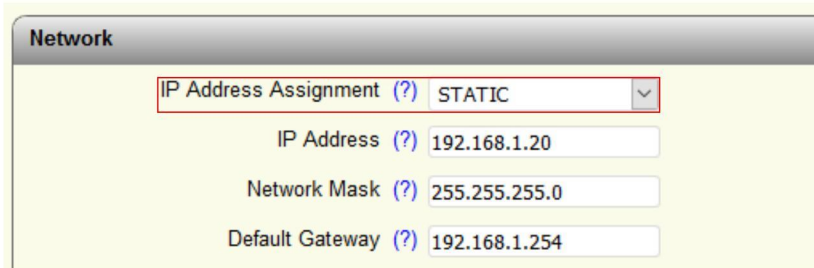 Network
IP Address Assignment (?) STATIC
IP Address (?) 192.168.1.20
Network Mask (?) 255.255.255.0
Default Gateway (?) 192.168.1.254